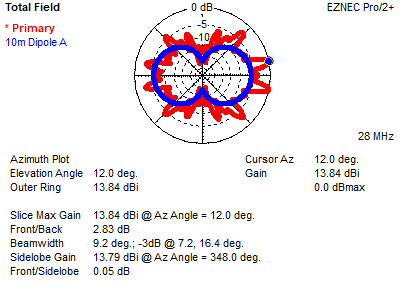 Total Field
EZNEC Pro/2+
* Primary
10m Dipole A
0 dB
-5
-10
28 MHz
Azimuth Plot
Elevation Angle 12.0 deg.
Outer Ring 13.84 dBi
Cursor Az 12.0 deg.
Gain 13.84 dBi
0.0 dBmax
Slice Max Gain 13.84 dBi @ Az Angle = 12.0 deg.
Front/Back 2.83 dB
Beamwidth 9.2 deg.; -3dB @ 7.2, 16.4 deg.
Sidelobe Gain 13.79 dBi @ Az Angle = 348.0 deg.
Front/Sidelobe 0.05 dB